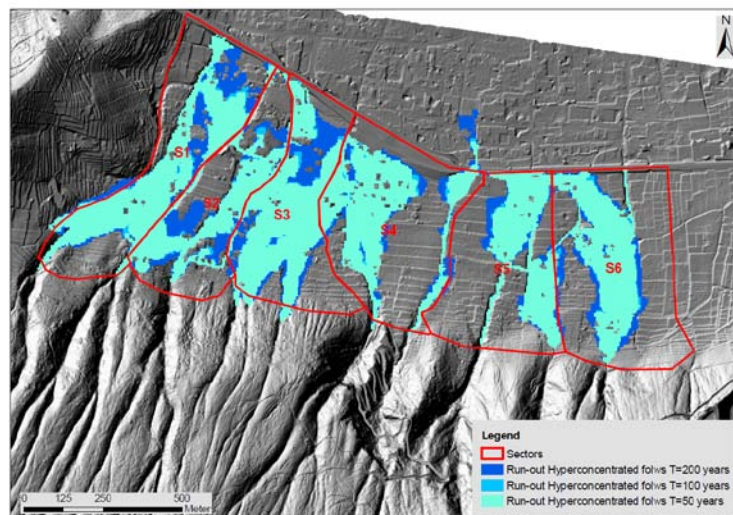 N
S1
S2
S3
S4
S5
S6
Legend
Sectors
Run-out Hyperconcentrated folws T=200 years
Run-out Hyperconcentrated folws T=100 years
Run-out Hyperconcentrated folws T=50 years
0 125 250 500
Meters